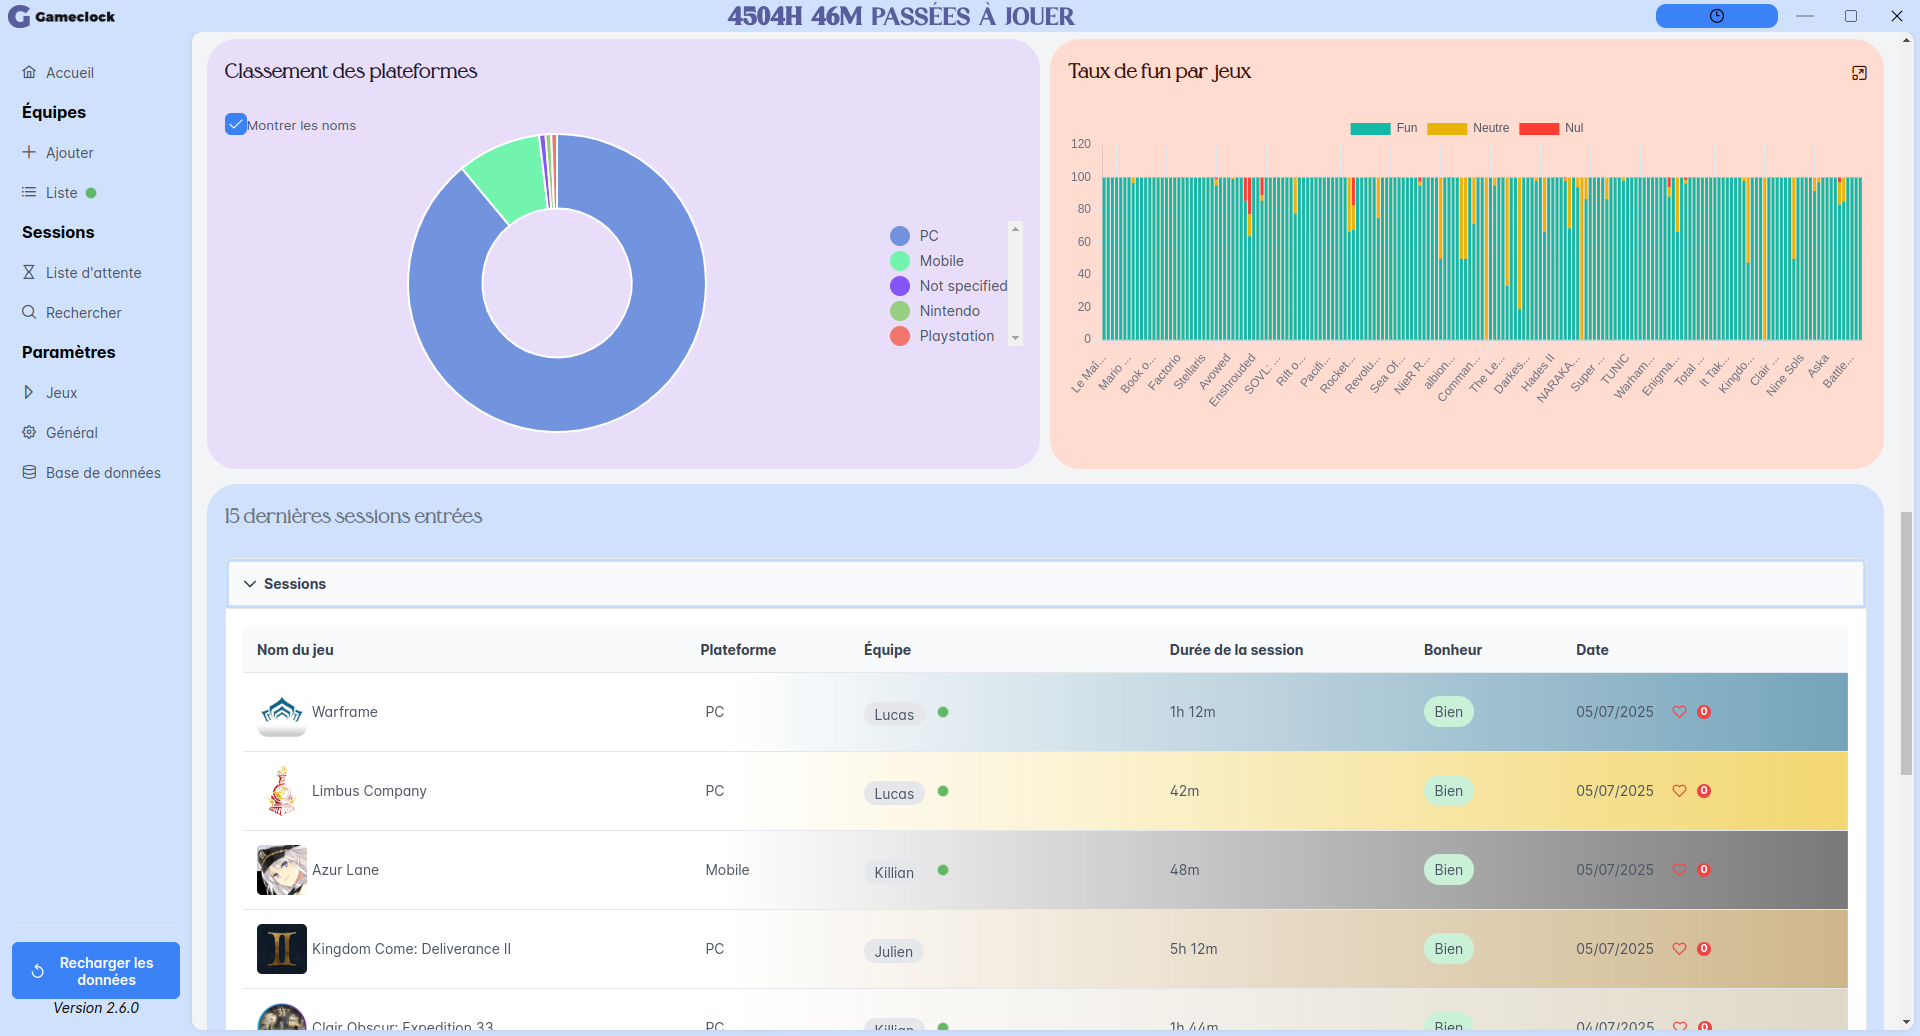 Gameclock
4504H 46M PASSÉES À JOUER
Accueil
Équipes
Ajouter
Liste
Sessions
Liste d'attente
Rechercher
Paramètres
Jeux
Général
Base de données
Recharger les données
Version 2.6.0
Classement des plateformes
Montrer les noms
PC
Mobile
Not specified
Nintendo
Playstation
Taux de fun par jeux
Fun Neutre Nul
120
100
80
60
40
20
0
Le Maî... Mario ... Book o... Factorio Stellaris Avowed Enshrouded SOVL: ... Rift o... Pacifi... Rocket... Revolu... Sea Of... NieR R... albion... Comman... The Le... Darkes... Hades II NARAKA... Super ... TUNIC Warham... Enigma... Total ... It Tak... Kingdo... Clair ... Nine Sols Aska Battle...
15 dernières sessions entrées
Sessions
Nom du jeu Plateforme Équipe Durée de la session Bonheur Date
Warframe PC Lucas 1h 12m Bien 05/07/2025 0
Limbus Company PC Lucas 42m Bien 05/07/2025 0
Azur Lane Mobile Killian 48m Bien 05/07/2025 0
Kingdom Come: Deliverance II PC Julien 5h 12m Bien 05/07/2025 0
Clair Obscur: Expedition 33 PC Killian 1h 44m Bien 04/07/2025 0